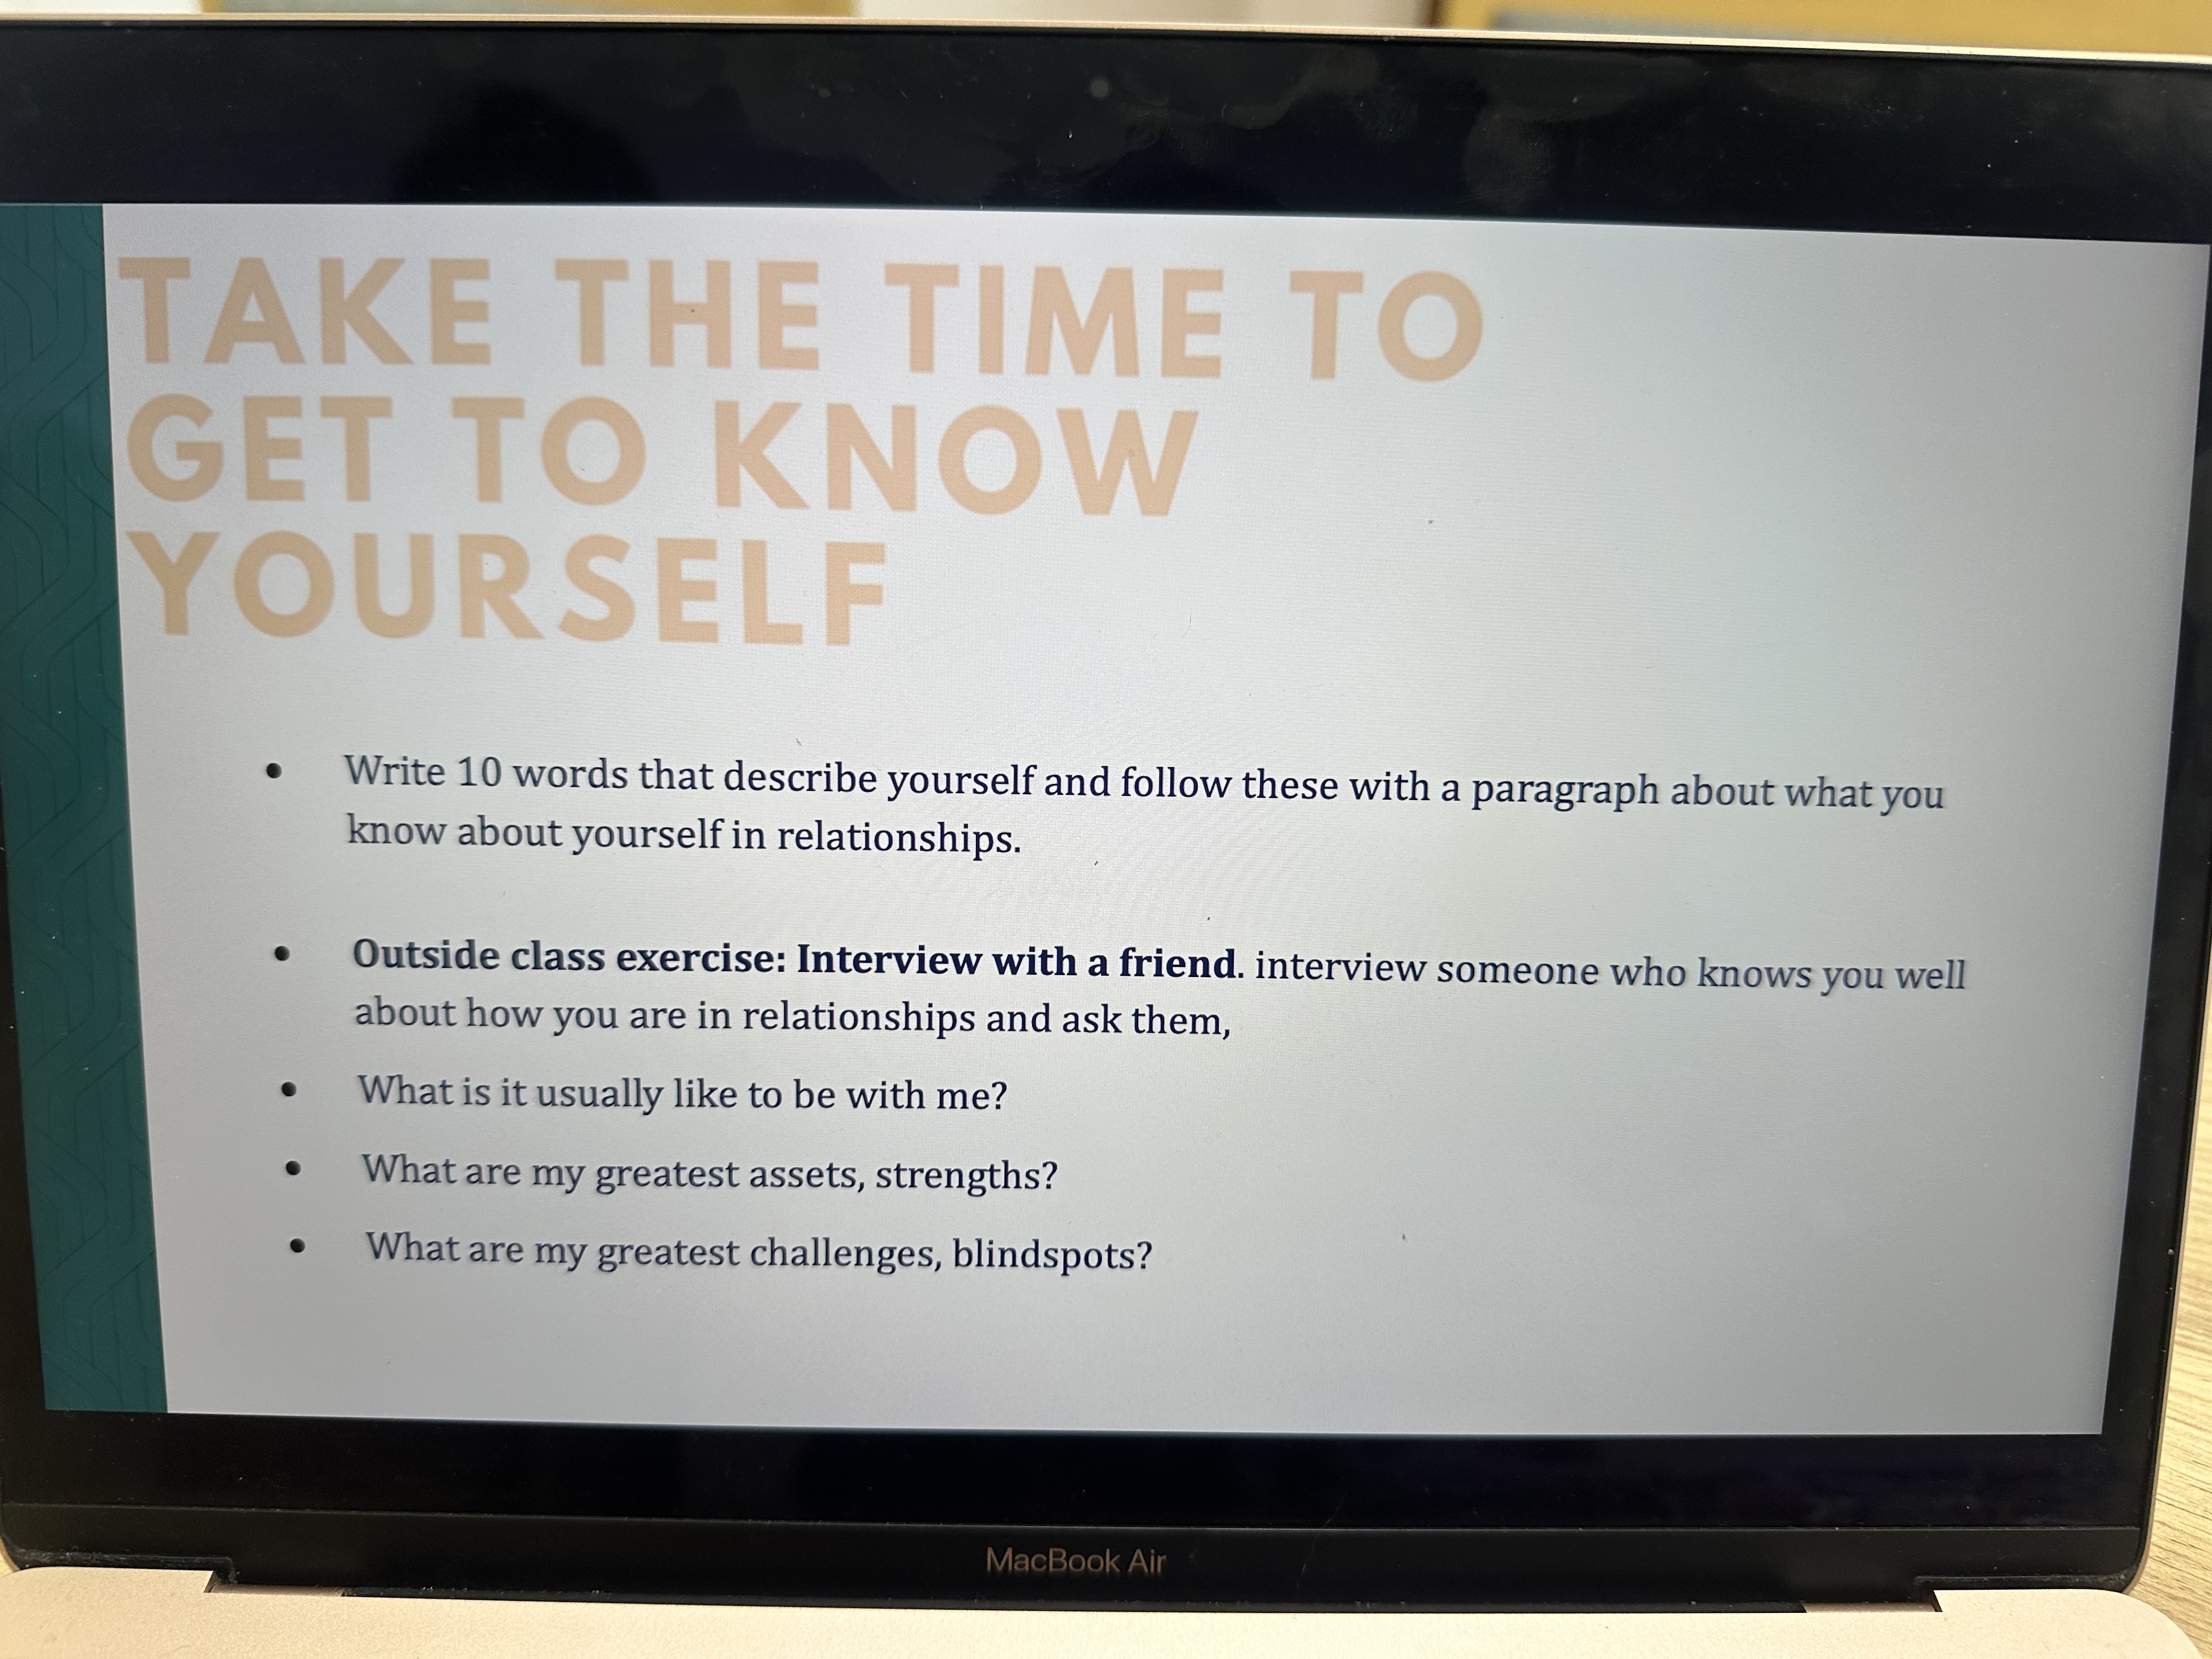 TAKE THE TIME TO
GET TO KNOW
YOURSELF
• Write 10 words that describe yourself and follow these with a paragraph about what you
know about yourself in relationships.
• Outside class exercise: Interview with a friend. interview someone who knows you well
about how you are in relationships and ask them,
• What is it usually like to be with me?
• What are my greatest assets, strengths?
• What are my greatest challenges, blindspots?
MacBook Air